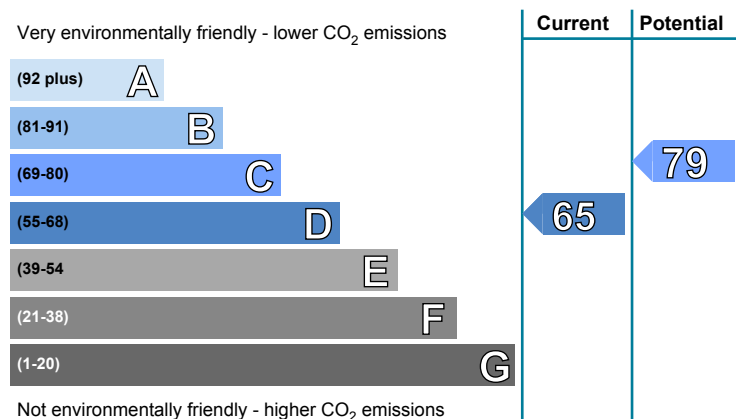 Current Potential
Very environmentally friendly - lower CO₂ emissions
(92 plus) A
(81-91) B
(69-80) C
79
(55-68) D
65
(39-54 E
(21-38) F
(1-20) G
Not environmentally friendly - higher CO₂ emissions